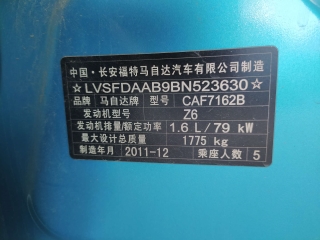 中国·长安福特马自达汽车有限公司制造
☆LVSFDAAB9BN523630☆
品牌 马自达牌 型号 CAF7162B
发动机型号 Z6
发动机排量/额定功率 1.6 L/79 kW
最大设计总质量 1775 kg
制造年月 2011-12 乘座人数 5